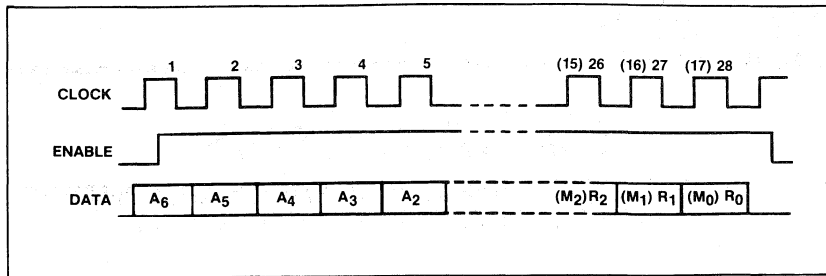 1 2 3 4 5 (15) 26 (16) 27 (17) 28
CLOCK
ENABLE
DATA A6 A5 A4 A3 A2 (M2)R2 (M1) R1 (M0) R0